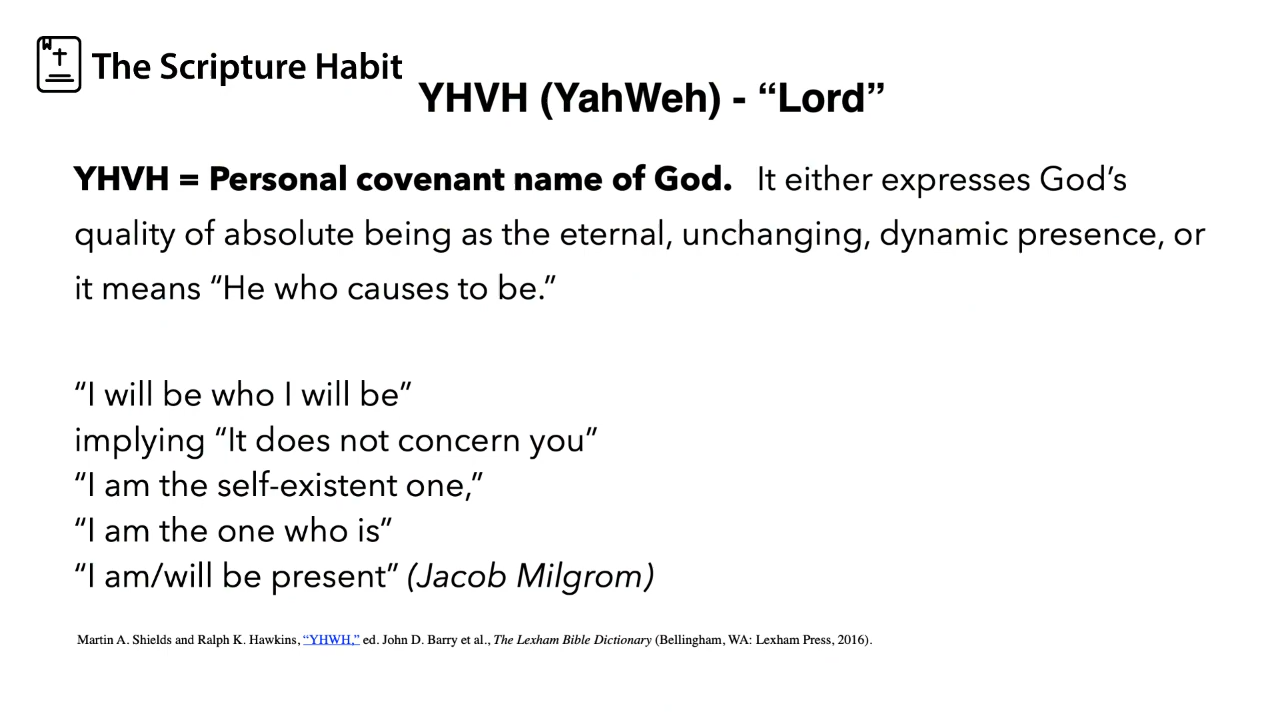 The Scripture Habit
YHVH (YahWeh) - “Lord”
YHVH = Personal covenant name of God. It either expresses God’s
quality of absolute being as the eternal, unchanging, dynamic presence, or
it means “He who causes to be.”
“I will be who I will be”
implying “It does not concern you”
“I am the self-existent one,”
“I am the one who is”
“I am/will be present” (Jacob Milgrom)
Martin A. Shields and Ralph K. Hawkins, “YHWH,” ed. John D. Barry et al., The Lexham Bible Dictionary (Bellingham, WA: Lexham Press, 2016).